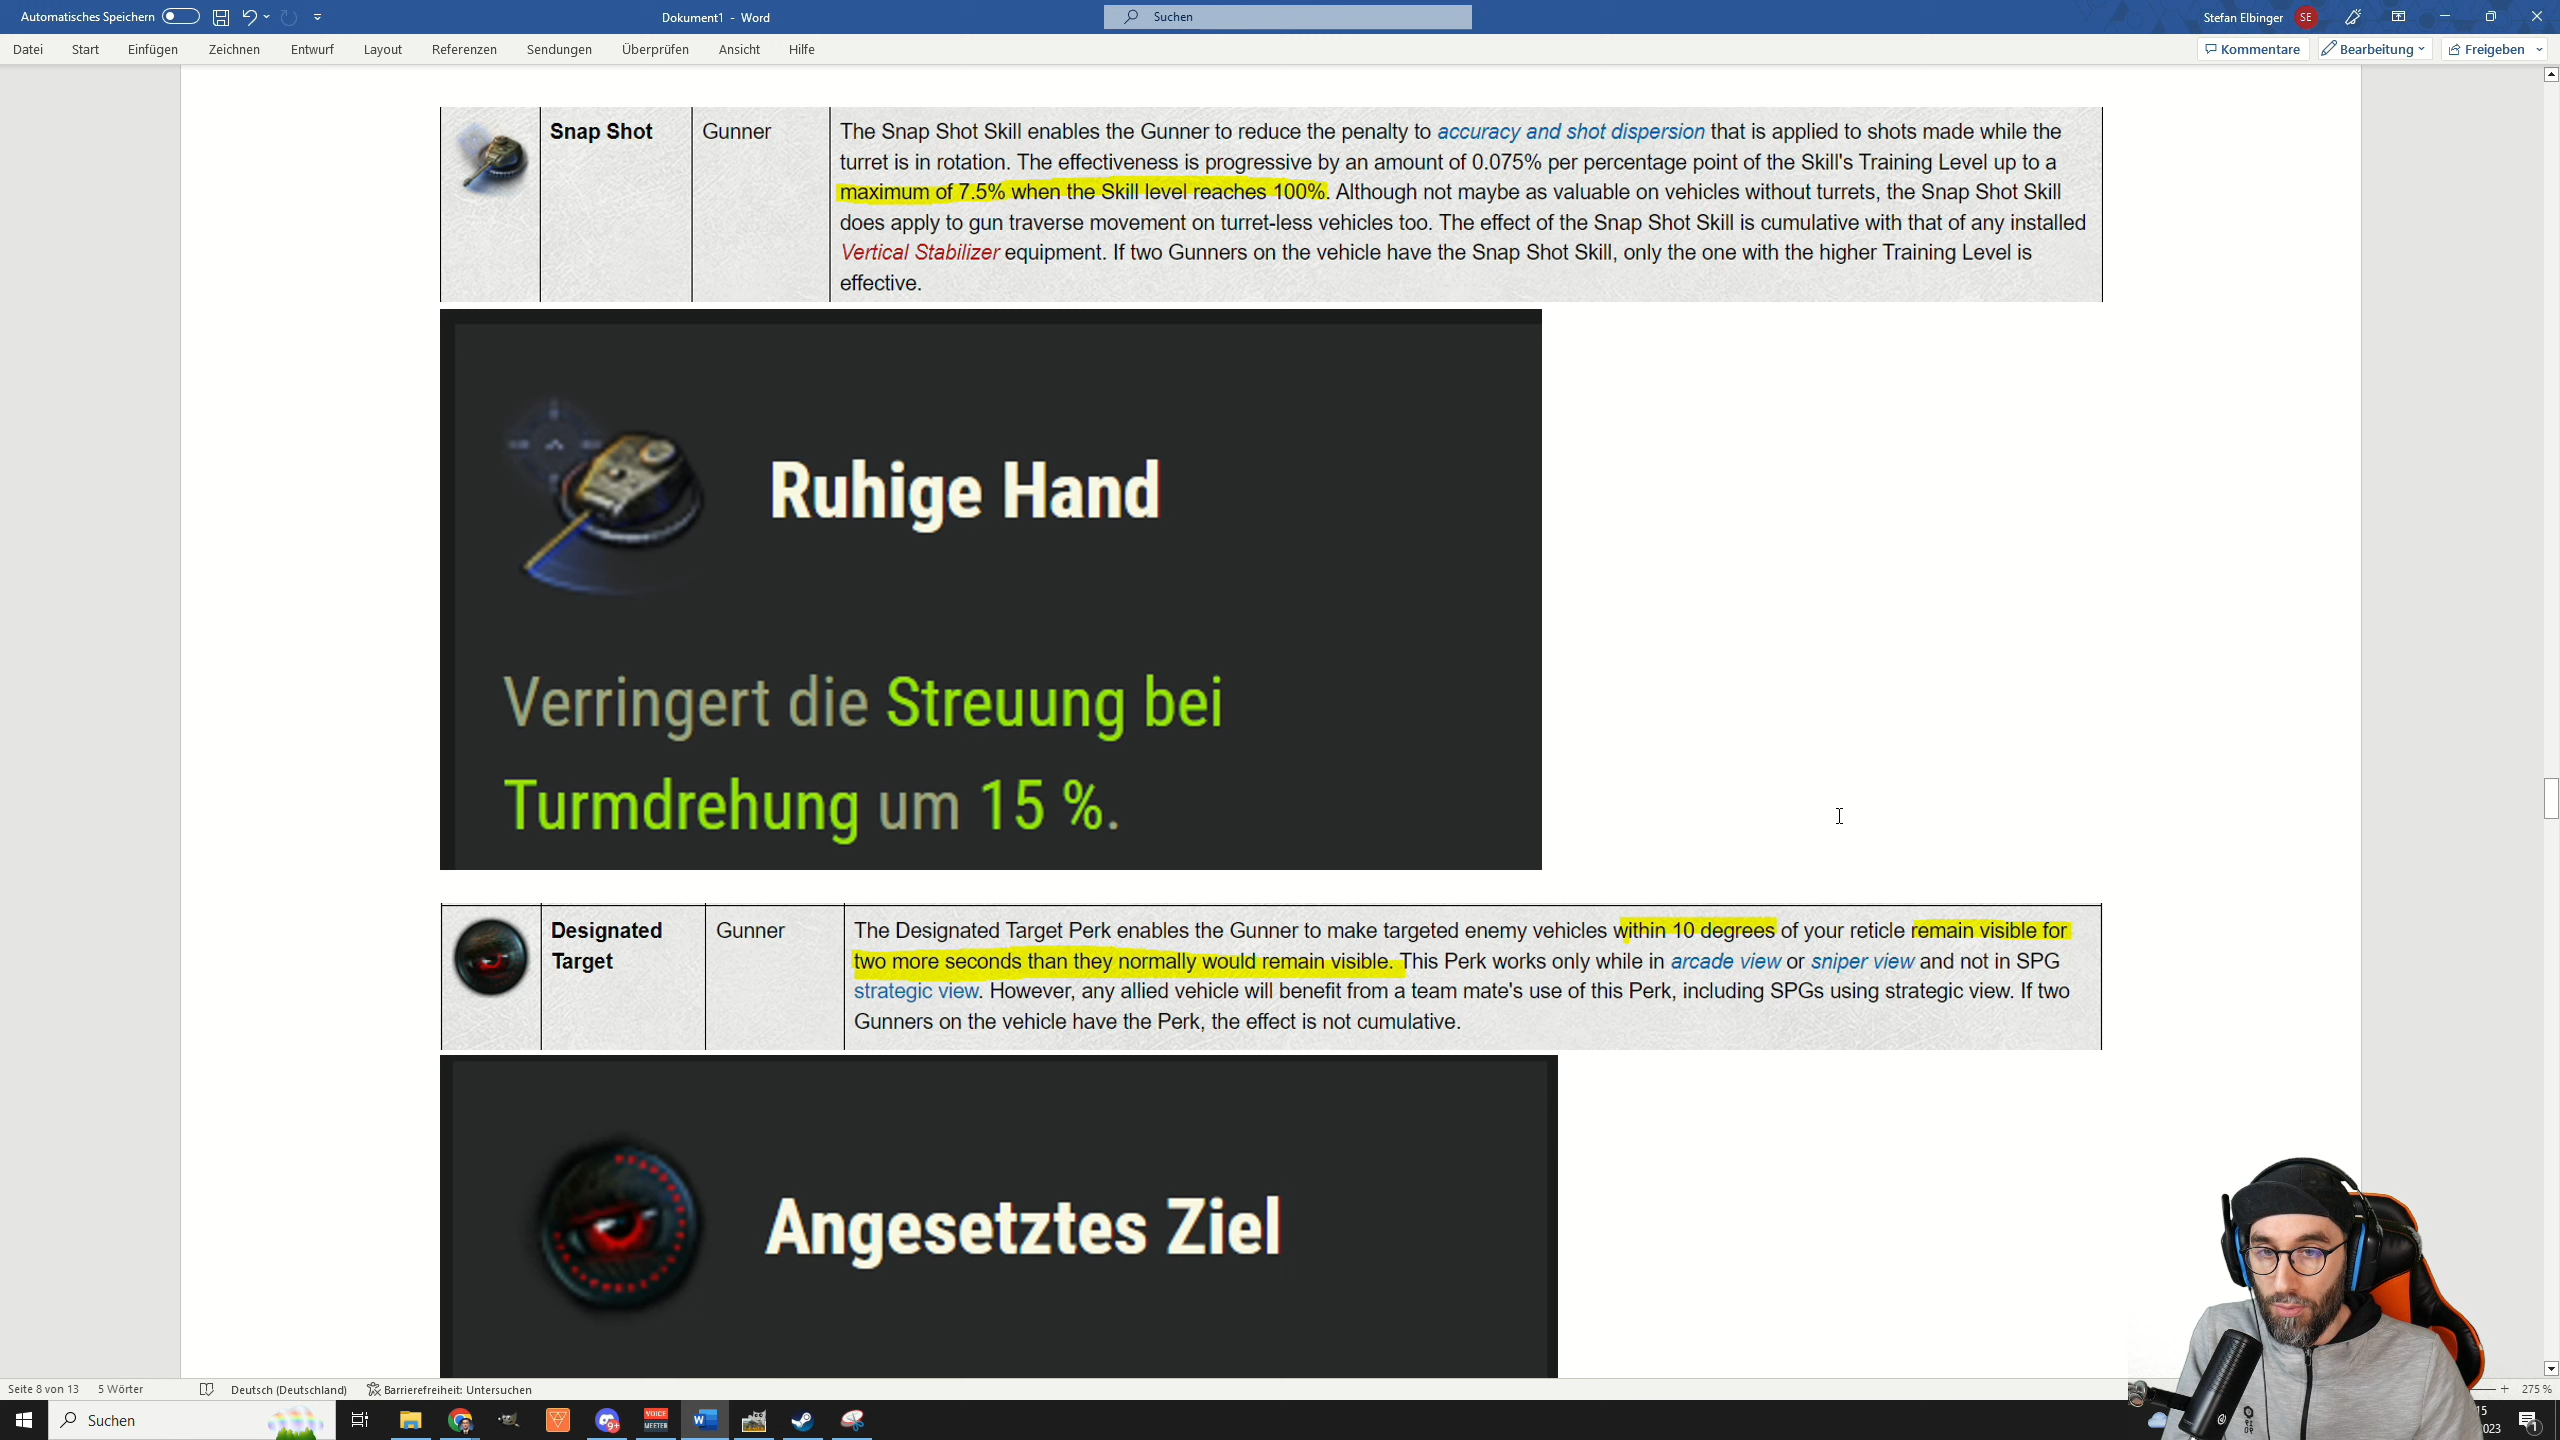 Automatisches Speichern
Dokument1 - Word
Suchen
Stefan Elbinger
SE
Datei
Start
Einfügen
Zeichnen
Entwurf
Layout
Referenzen
Sendungen
Überprüfen
Ansicht
Hilfe
Kommentare
Bearbeitung
Freigeben
Snap Shot
Gunner
The Snap Shot Skill enables the Gunner to reduce the penalty to accuracy and shot dispersion that is applied to shots made while the
turret is in rotation. The effectiveness is progressive by an amount of 0.075% per percentage point of the Skill's Training Level up to a
maximum of 7.5% when the Skill level reaches 100%. Although not maybe as valuable on vehicles without turrets, the Snap Shot Skill
does apply to gun traverse movement on turret-less vehicles too. The effect of the Snap Shot Skill is cumulative with that of any installed
Vertical Stabilizer equipment. If two Gunners on the vehicle have the Snap Shot Skill, only the one with the higher Training Level is
effective.
Ruhige Hand
Verringert die Streuung bei
Turmdrehung um 15 %.
Designated
Target
Gunner
The Designated Target Perk enables the Gunner to make targeted enemy vehicles within 10 degrees of your reticle remain visible for
two more seconds than they normally would remain visible. This Perk works only while in arcade view or sniper view and not in SPG
strategic view. However, any allied vehicle will benefit from a team mate's use of this Perk, including SPGs using strategic view. If two
Gunners on the vehicle have the Perk, the effect is not cumulative.
Angesetztes Ziel
Seite 8 von 13
5 Wörter
Deutsch (Deutschland)
Barrierefreiheit: Untersuchen
275 %
Suchen
9+
VOICE
MEETER
W
15
023
1